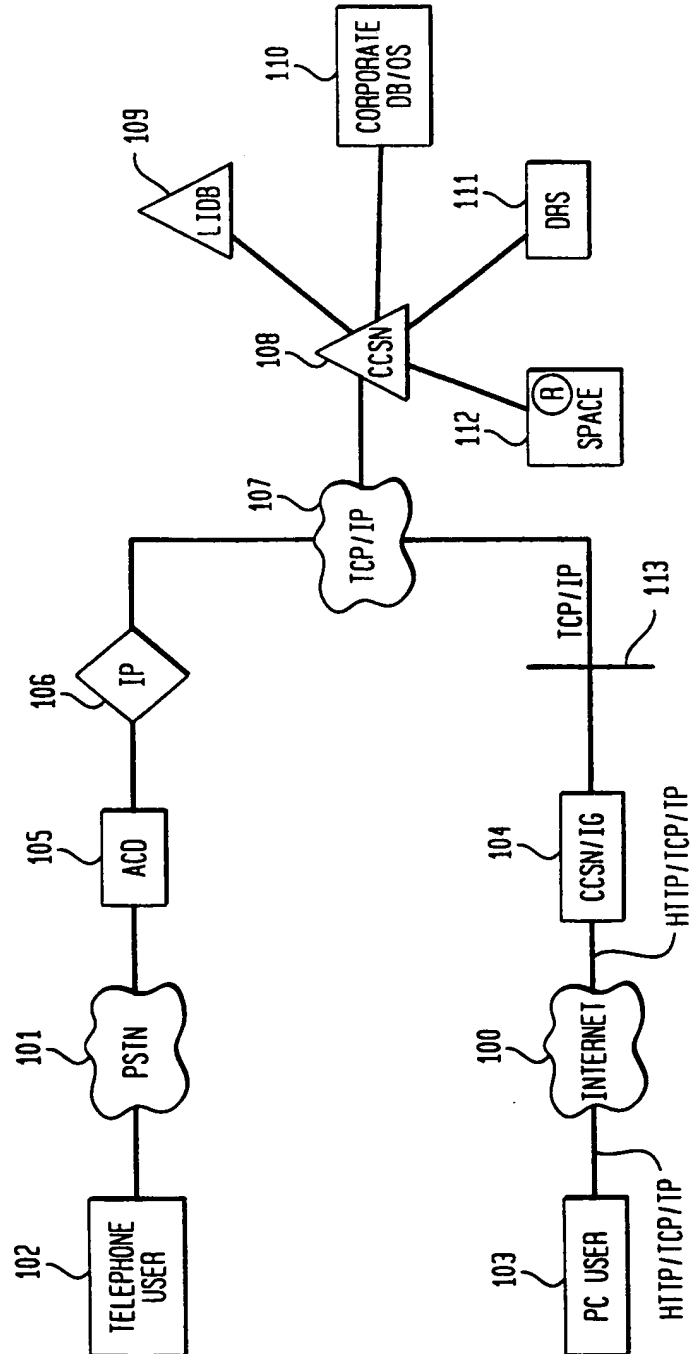 102
TELEPHONE
USER
101
PSTN
105
ACD
106
IP
107
TCP/IP
108
CCSN
109
LIDB
110
CORPORATE
DB/OS
111
DRS
112
R
SPACE
103
PC USER
HTTP/TCP/TP
100
INTERNET
HTTP/TCP/TP
104
CCSN/IG
TCP/IP
113